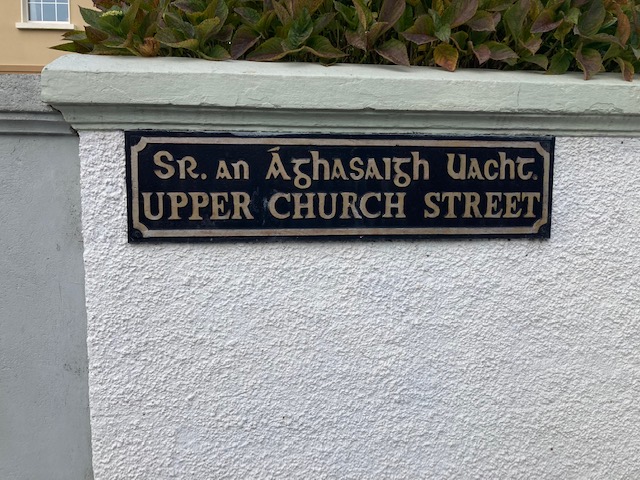 Sr. an Ághasaigh Uacht.
UPPER CHURCH STREET